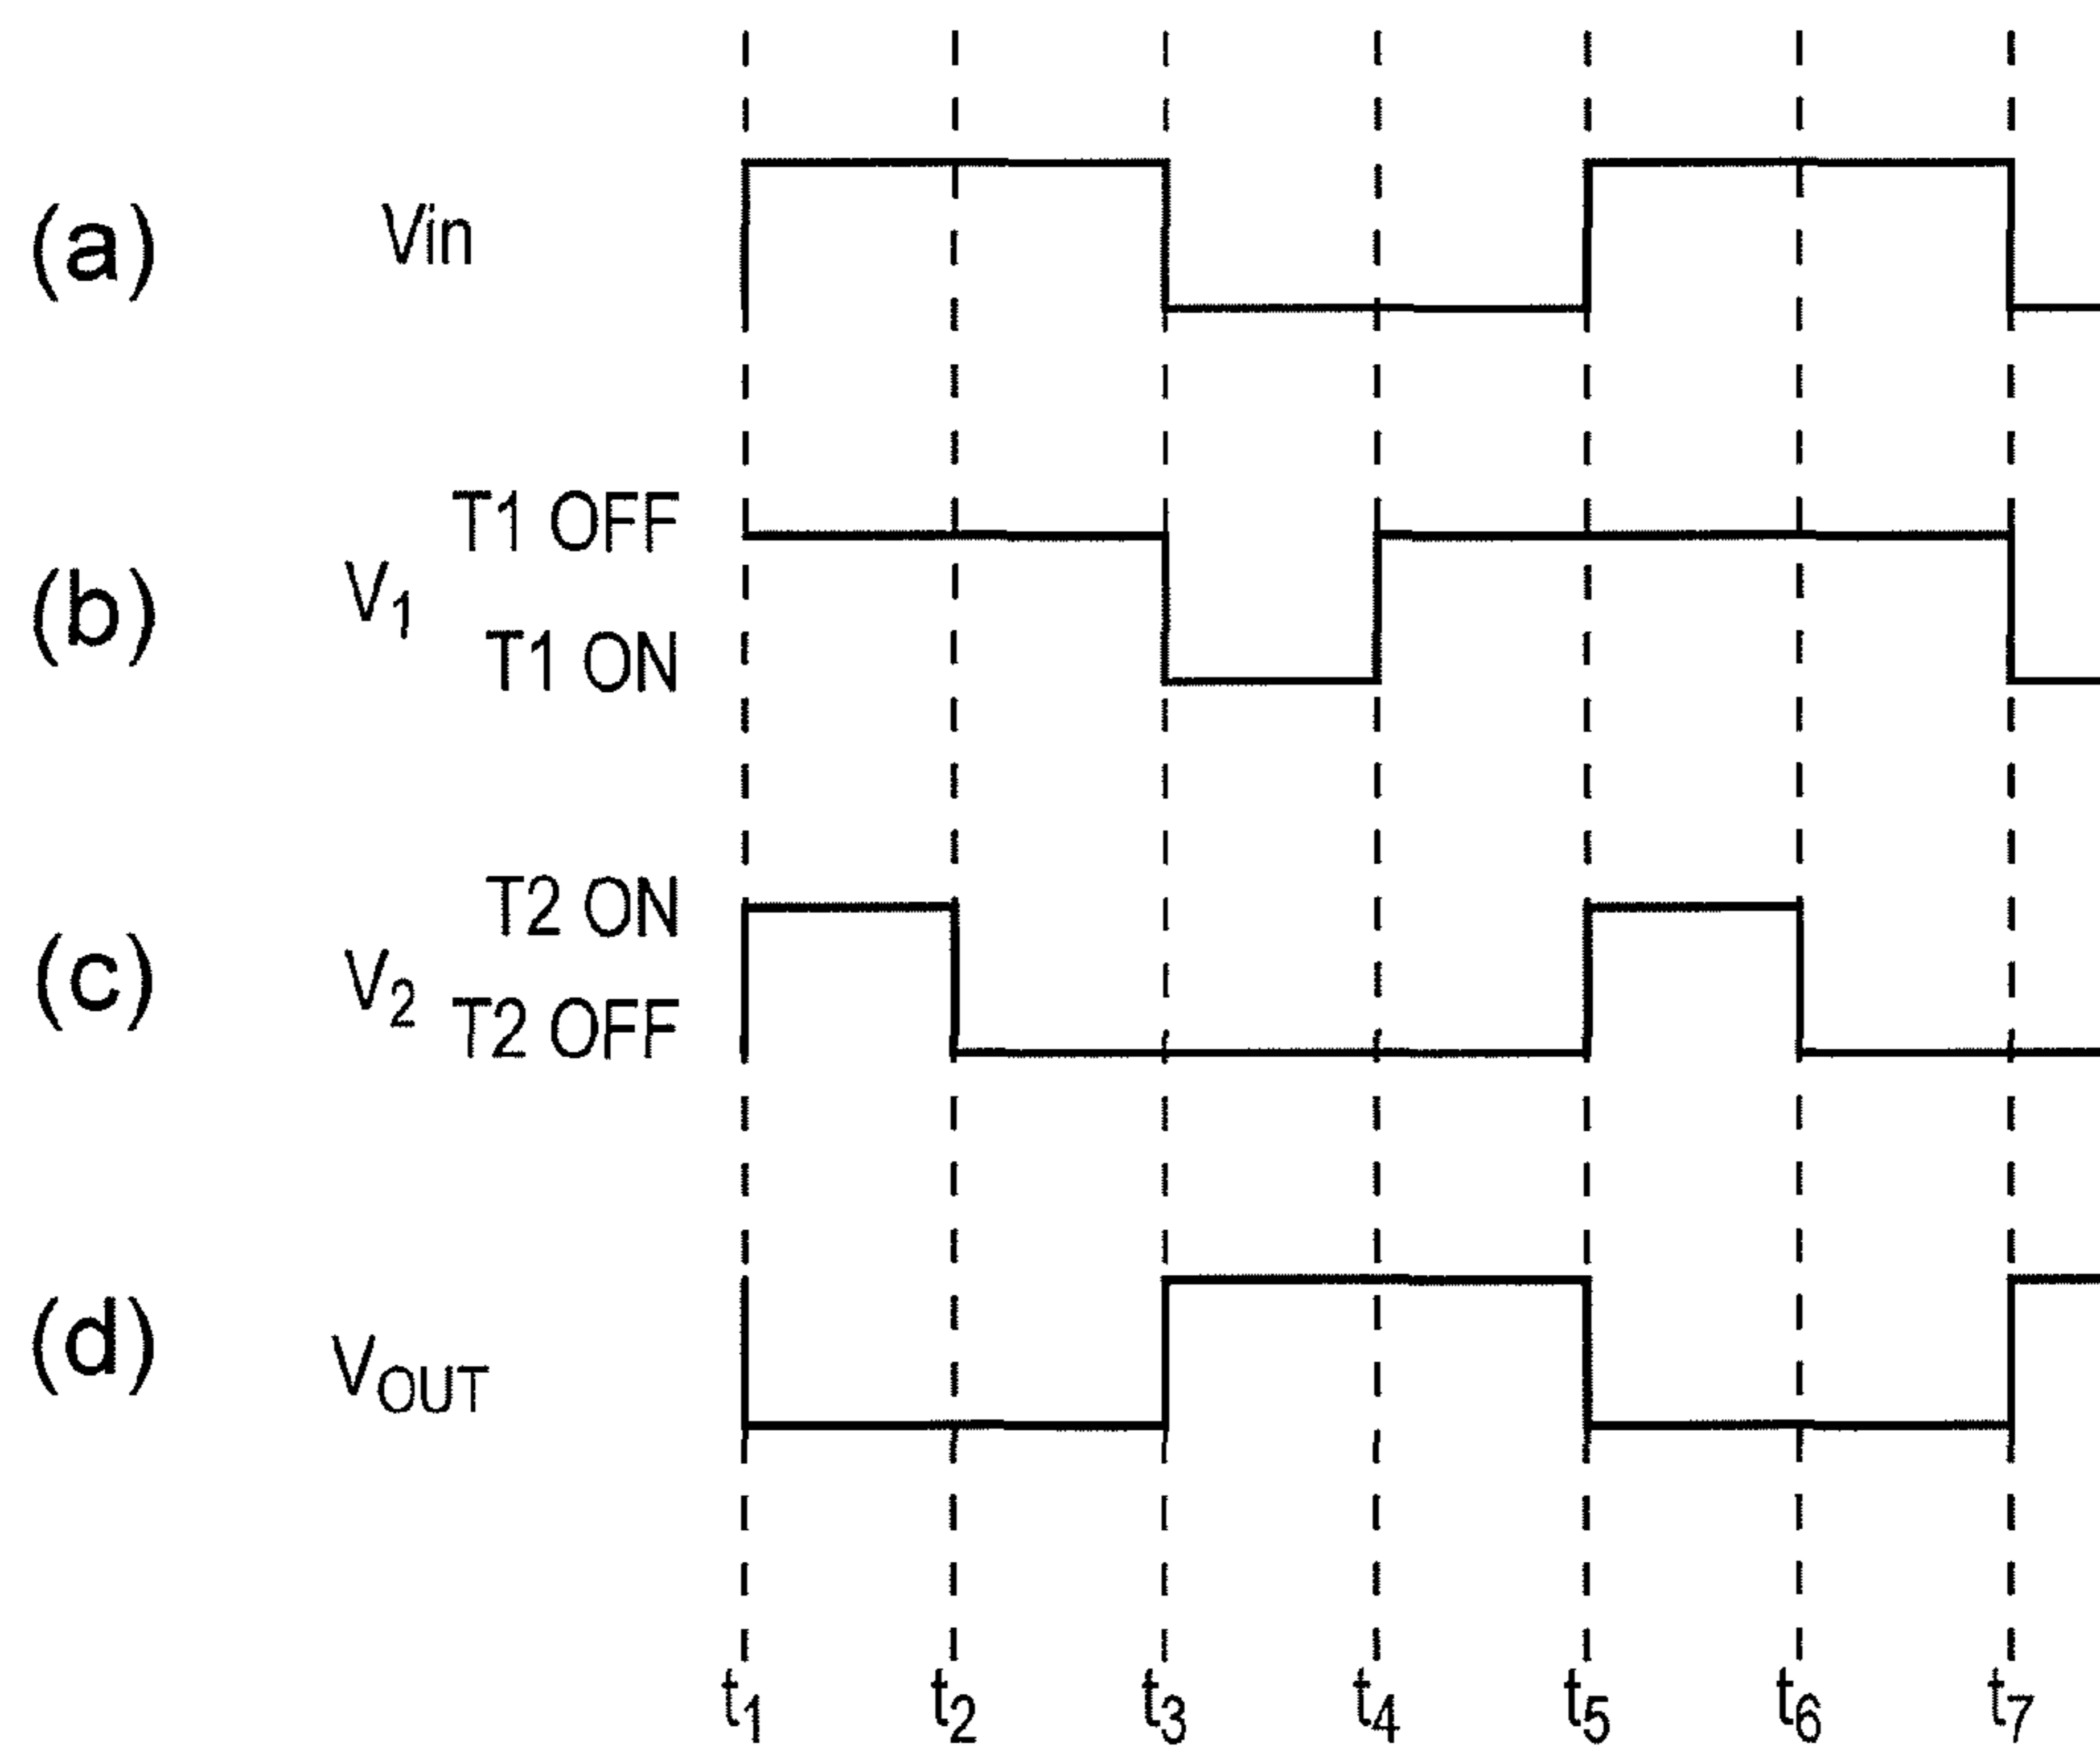 (a) Vin
T1 OFF
(b) V1
T1 ON
T2 ON
(c) V2
T2 OFF
(d) VOUT
t1 t2 t3 t4 t5 t6 t7